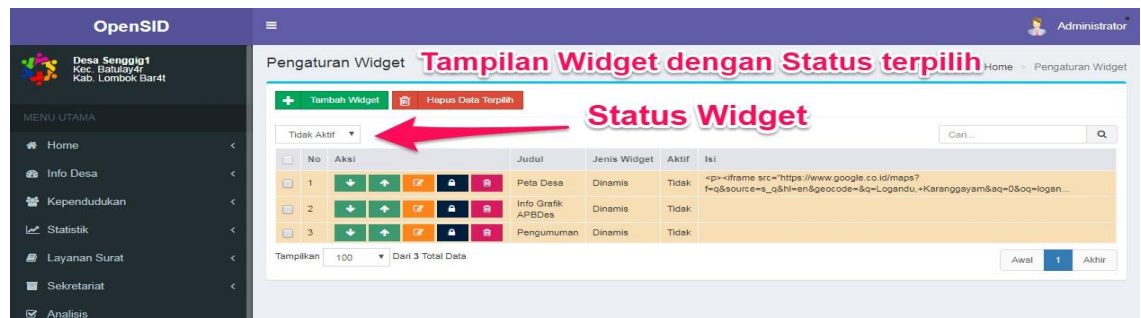 OpenSID
Administrator
Desa Senggig1
Kec. Batulay4r
Kab. Lombok Bar4t
Pengaturan Widget
Tampilan Widget dengan Status terpilih
Home > Pengaturan Widget
Tambah Widget
Hapus Data Terpilih
Status Widget
MENU UTAMA
Tidak Aktif
Cari...
Home
Info Desa
Kependudukan
Statistik
Layanan Surat
Sekretariat
Analisis
No Aksi Judul Jenis Widget Aktif Isi
1 Peta Desa Dinamis Tidak <p><iframe src="https://www.google.co.id/maps?
f=q&source=s_q&hl=en&geocode=&q=Logandu,+Karanggayam&aq=0&oq=logan...
2 Info Grafik APBDes Dinamis Tidak
3 Pengumuman Dinamis Tidak
Tampilkan 100 Dari 3 Total Data
Awal 1 Akhir